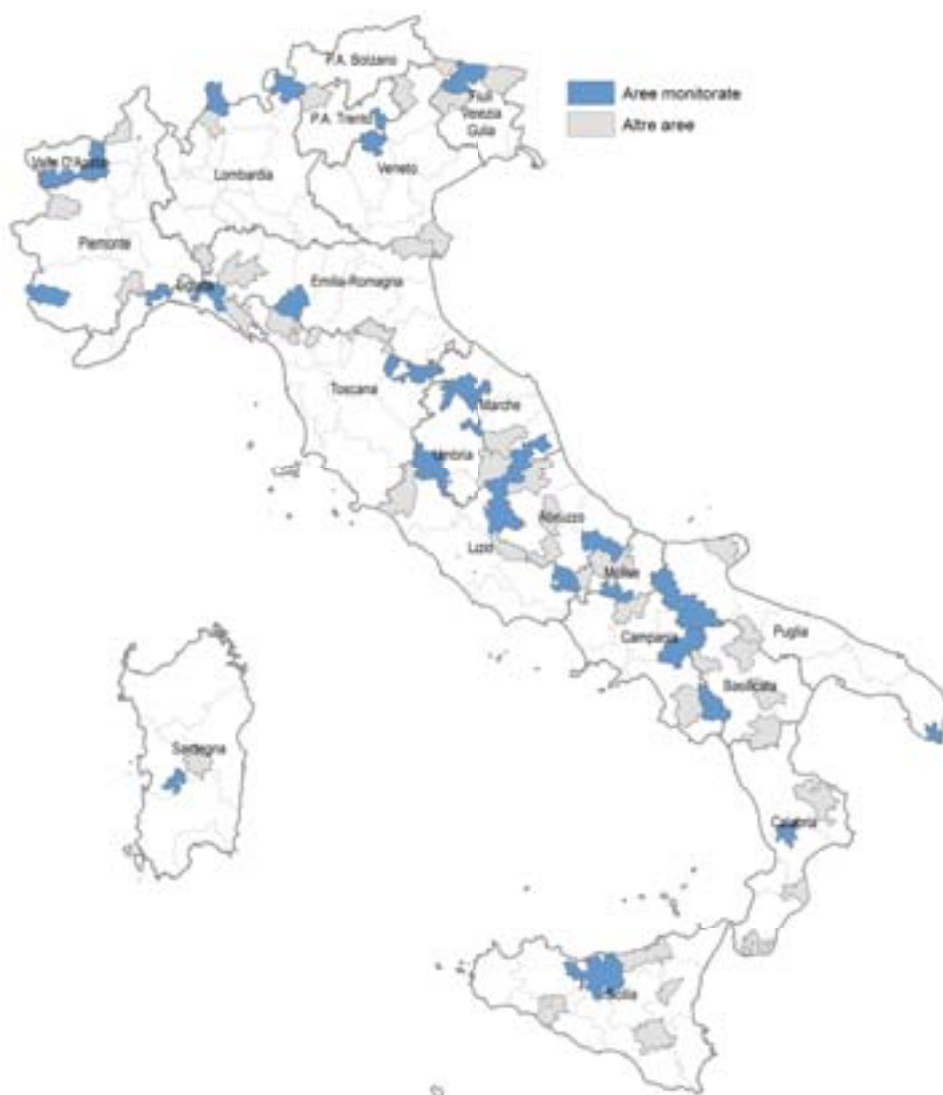 P.A. Bolzano
Aree monitorate
Altre aree
Friuli
Venezia
Gulia
P.A. Trento
Valle D'Aosta
Lombardia
Veneto
Piemonte
Liguria
Emilia-Romagna
Toscana
Marche
Umbria
Abruzzo
Lazio
Molise
Campania
Puglia
Basilicata
Sardegna
Calabria
Sicilia